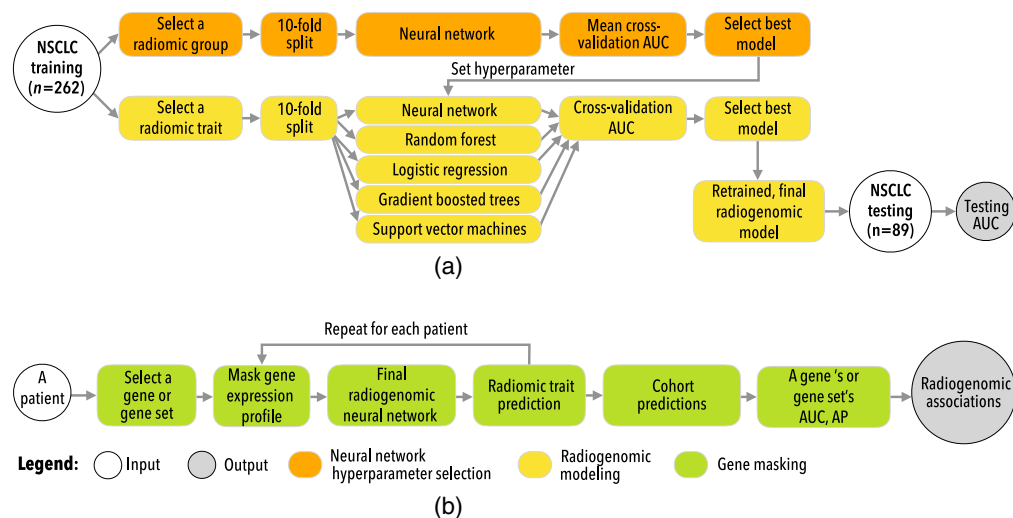 NSCLC
training
(n=262)
Select a
radiomic group
10-fold
split
Neural network
Mean cross-
validation AUC
Select best
model
Set hyperparameter
Select a
radiomic trait
10-fold
split
Neural network
Random forest
Logistic regression
Gradient boosted trees
Support vector machines
Cross-validation
AUC
Select best
model
Retrained, final
radiogenomic
model
NSCLC
testing
(n=89)
Testing
AUC
(a)
Repeat for each patient
A
patient
Select a
gene or
gene set
Mask gene
expression
profile
Final
radiogenomic
neural network
Radiomic trait
prediction
Cohort
predictions
A gene 's or
gene set's
AUC, AP
Radiogenomic
associations
Legend:
Input
Output
Neural network
hyperparameter selection
Radiogenomic
modeling
Gene masking
(b)